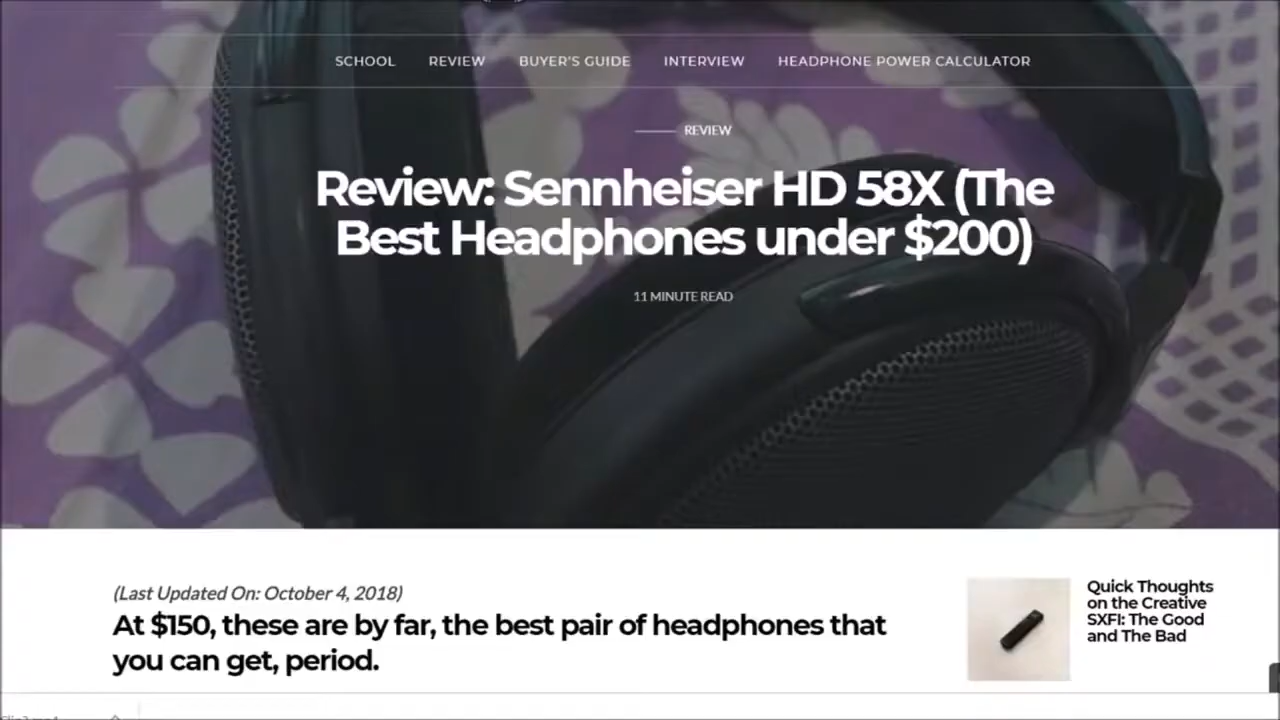 SCHOOL REVIEW BUYER'S GUIDE INTERVIEW HEADPHONE POWER CALCULATOR
REVIEW
Review: Sennheiser HD 58X (The
Best Headphones under $200)
11 MINUTE READ
(Last Updated On: October 4, 2018)
At $150, these are by far, the best pair of headphones that
you can get, period.
Quick Thoughts
on the Creative
SXFI: The Good
and The Bad